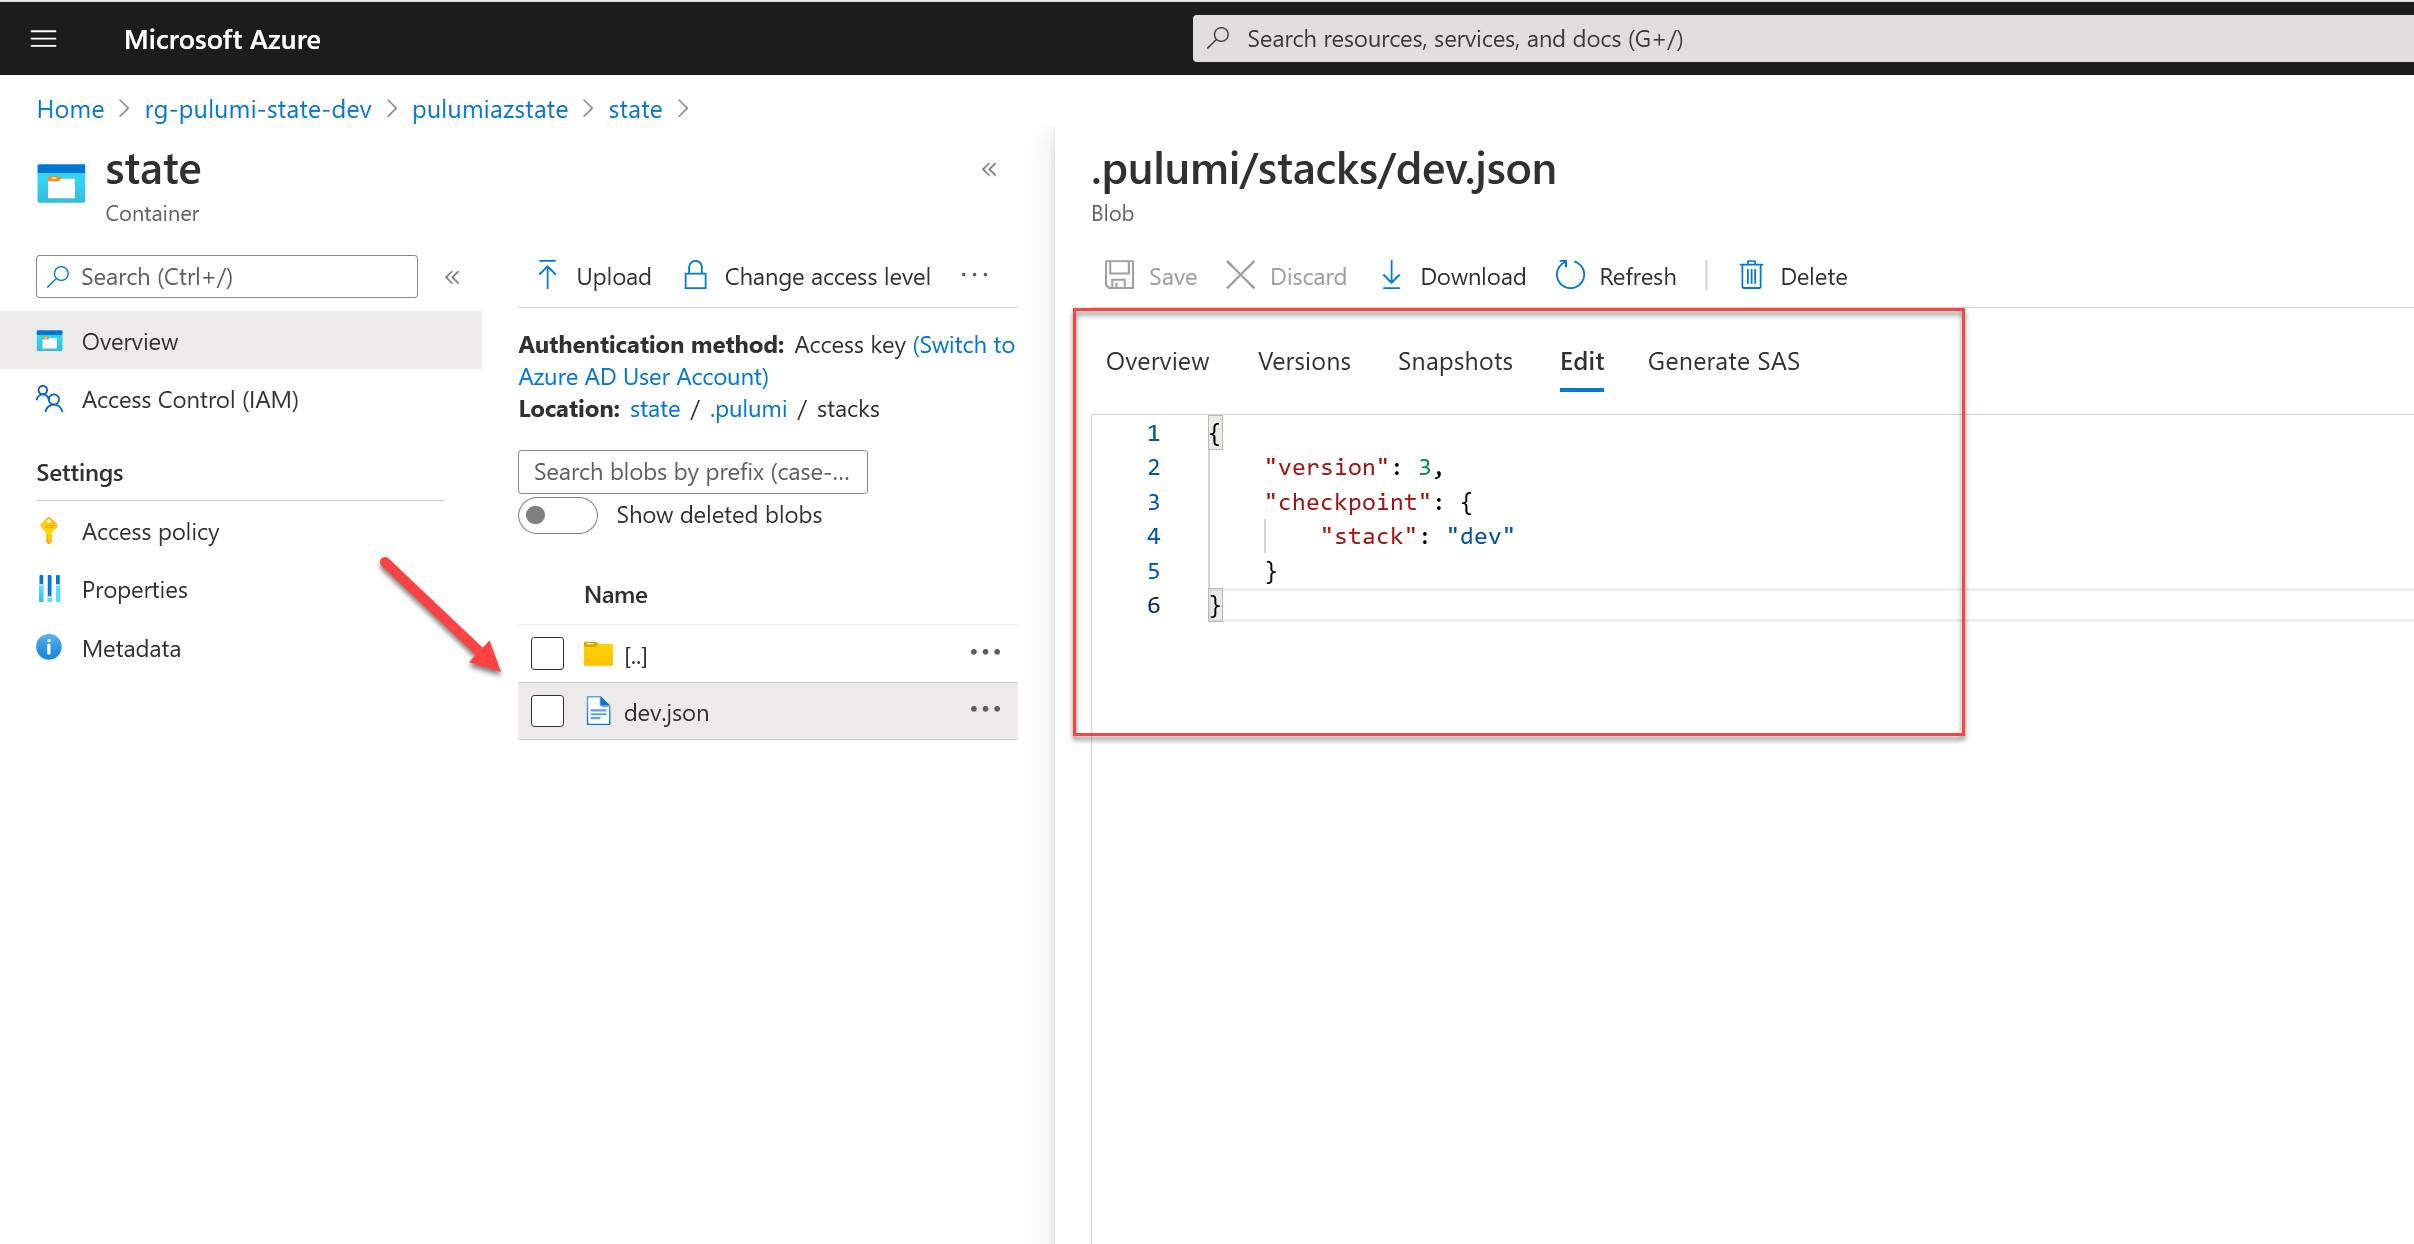 Microsoft Azure
Search resources, services, and docs (G+/)
Home > rg-pulumi-state-dev > pulumiazstate > state >
state
Container
«
Search (Ctrl+/)
«
Overview
Access Control (IAM)
Settings
Access policy
Properties
Metadata
Upload
Change access level
...
Authentication method: Access key (Switch to
Azure AD User Account)
Location: state / .pulumi / stacks
Search blobs by prefix (case-...
Show deleted blobs
Name
[..]
dev.json
.pulumi/stacks/dev.json
Blob
Save
Discard
Download
Refresh
Delete
Overview
Versions
Snapshots
Edit
Generate SAS
1 {
2 "version": 3,
3 "checkpoint": {
4 "stack": "dev"
5 }
6 }